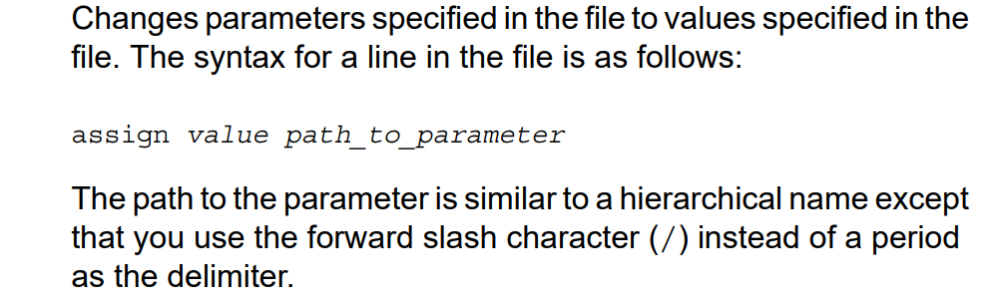 Changes parameters specified in the file to values specified in the
file. The syntax for a line in the file is as follows:
assign value path_to_parameter
The path to the parameter is similar to a hierarchical name except
that you use the forward slash character (/) instead of a period
as the delimiter.